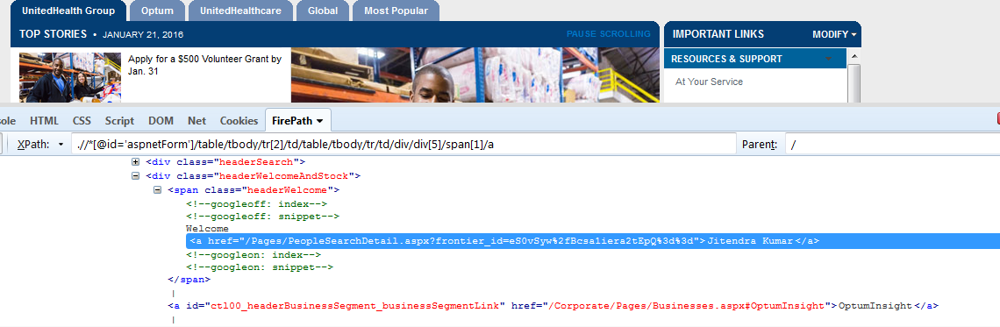 UnitedHealth Group Optum UnitedHealthcare Global Most Popular
TOP STORIES • JANUARY 21, 2016 PAUSE SCROLLING
IMPORTANT LINKS MODIFY
Apply for a $500 Volunteer Grant by
Jan. 31
RESOURCES & SUPPORT
At Your Service
sole HTML CSS Script DOM Net Cookies FirePath
XPath: .//*[@id='aspnetForm']/table/tbody/tr[2]/td/table/tbody/tr/td/div/div[5]/span[1]/a Parent: /
<div class="headerSearch">
<div class="headerWelcomeAndStock">
<span class="headerWelcome">
<!--googleoff: index-->
<!--googleoff: snippet-->
Welcome
<a href="/Pages/PeopleSearchDetail.aspx?frontier_id=eS0vSyw%2fBcsa1iera2tEpQ%3d%3d">Jitendra Kumar</a>
<!--googleon: index-->
<!--googleon: snippet-->
</span>
|
<a id="ctl00_headerBusinessSegment_businessSegmentLink" href="/Corporate/Pages/Businesses.aspx#OptumInsight">OptumInsight</a>
|